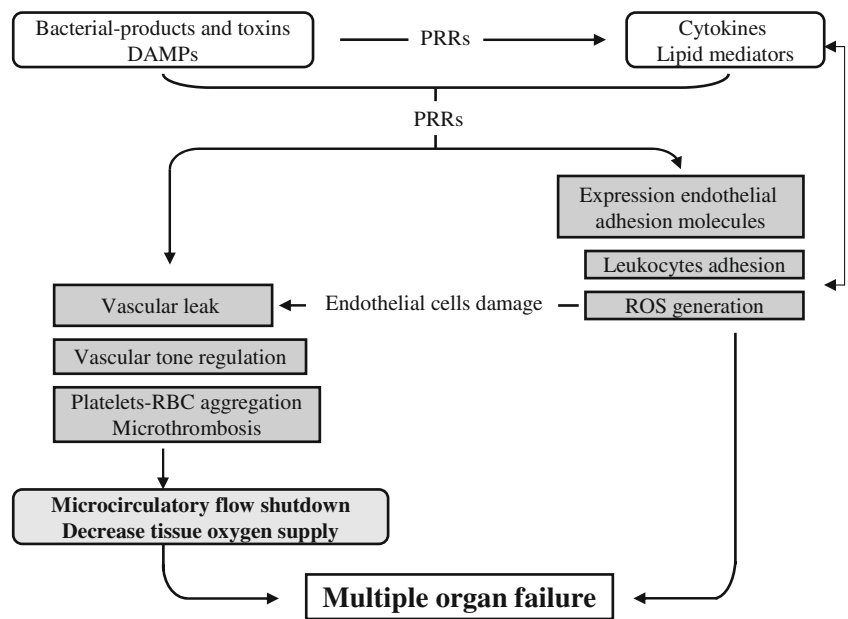 Bacterial-products and toxins
DAMPs
PRRs
Cytokines
Lipid mediators
PRRs
Expression endothelial
adhesion molecules
Leukocytes adhesion
Vascular leak
Endothelial cells damage
ROS generation
Vascular tone regulation
Platelets-RBC aggregation
Microthrombosis
Microcirculatory flow shutdown
Decrease tissue oxygen supply
Multiple organ failure